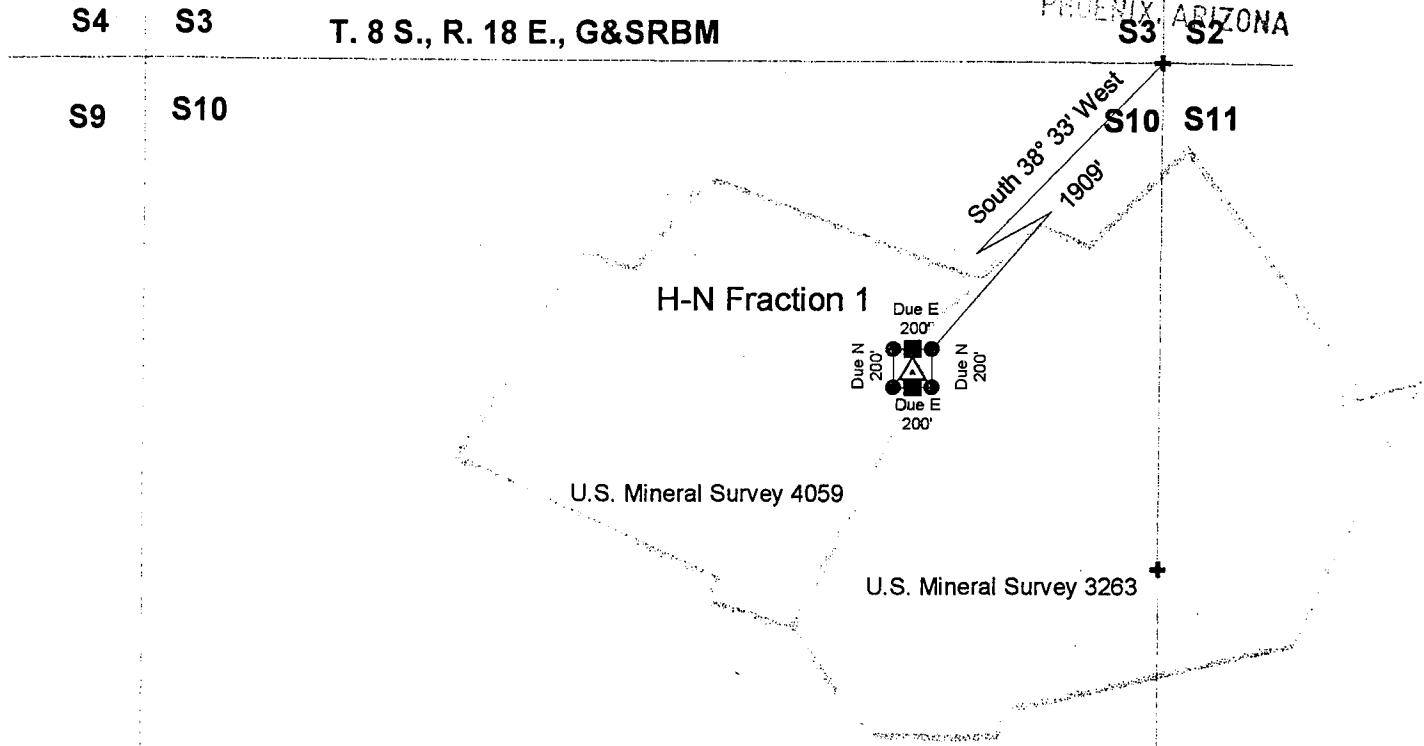 PHOENIX, ARIZONA
S4 S3
T. 8 S., R. 18 E., G&SRBM
S3 S2
S9 S10
S10 S11
South 38° 33' West
1909'
H-N Fraction 1
Due E
200'
Due N
200'
Due N
200'
Due E
200'
U.S. Mineral Survey 4059
U.S. Mineral Survey 3263